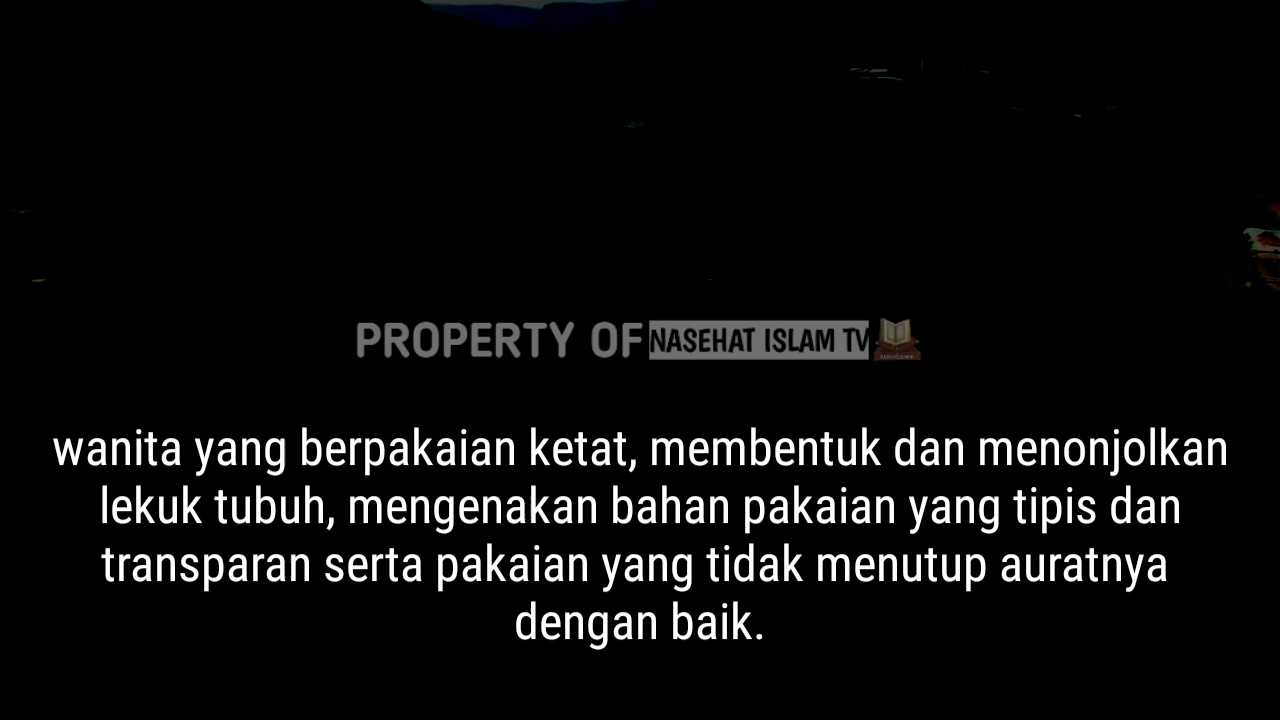 PROPERTY OF NASEHAT ISLAM TV
wanita yang berpakaian ketat, membentuk dan menonjolkan
lekuk tubuh, mengenakan bahan pakaian yang tipis dan
transparan serta pakaian yang tidak menutup auratnya
dengan baik.